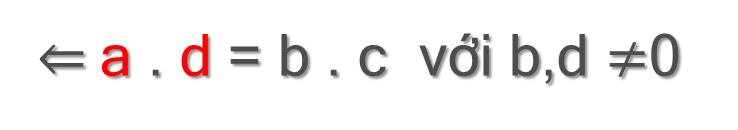 ⇐ a . d = b . c với b,d ≠0